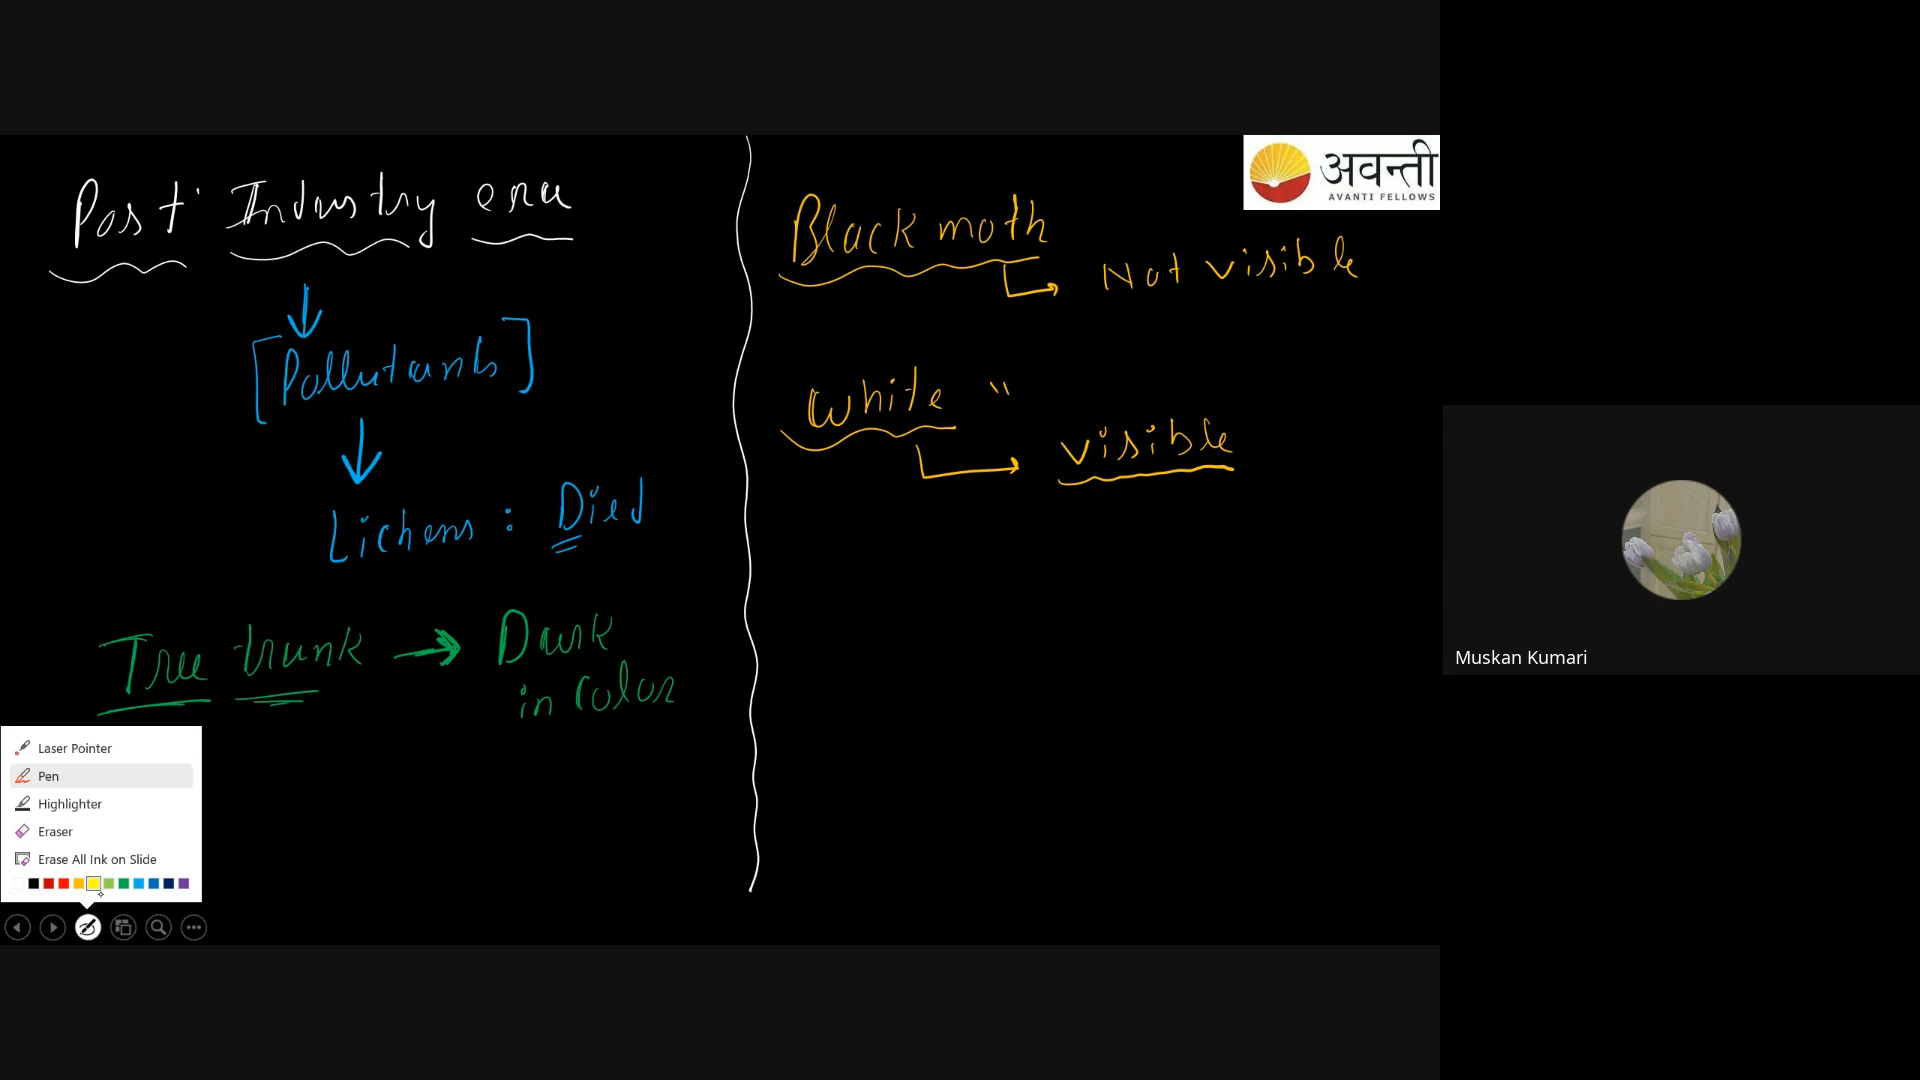 Post Industry era
[Pollutants]
Lichens : Died
Tree trunk → Dark
in color
Black moth
Not visible
White "
visible
अवन्ती
AVANTI FELLOWS
Muskan Kumari
Laser Pointer
Pen
Highlighter
Eraser
Erase All Ink on Slide